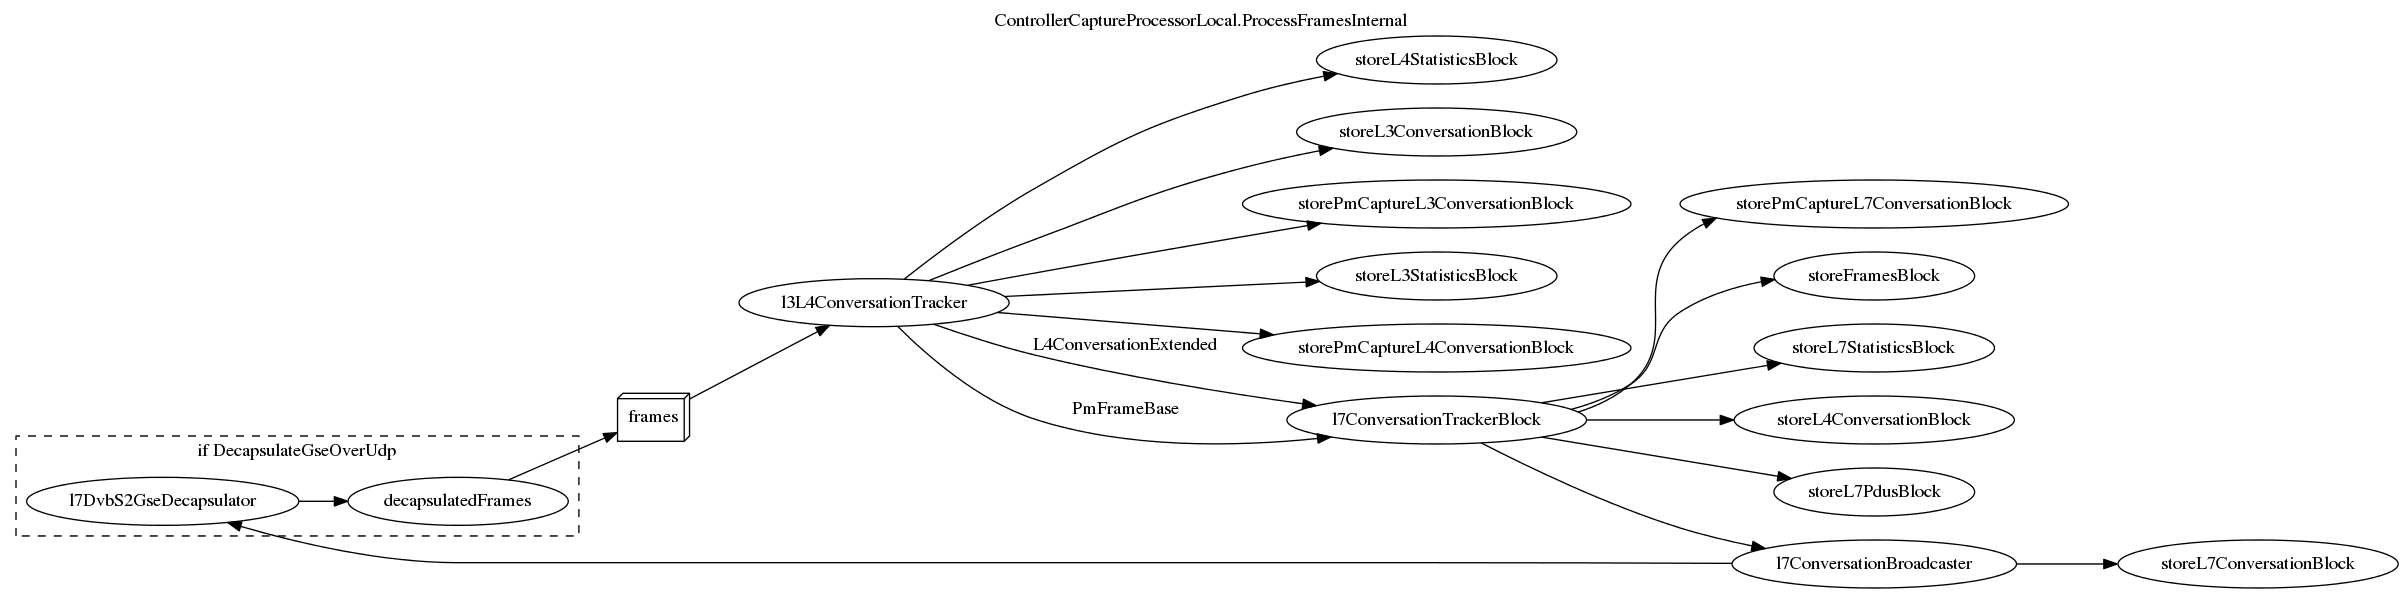 ControllerCaptureProcessorLocal.ProcessFramesInternal
storeL4StatisticsBlock
storeL3ConversationBlock
storePmCaptureL3ConversationBlock
storePmCaptureL7ConversationBlock
storeL3StatisticsBlock
storeFramesBlock
l3L4ConversationTracker
L4ConversationExtended
storePmCaptureL4ConversationBlock
storeL7StatisticsBlock
PmFrameBase
frames
l7ConversationTrackerBlock
storeL4ConversationBlock
if DecapsulateGseOverUdp
l7DvbS2GseDecapsulator
decapsulatedFrames
storeL7PdusBlock
l7ConversationBroadcaster
storeL7ConversationBlock